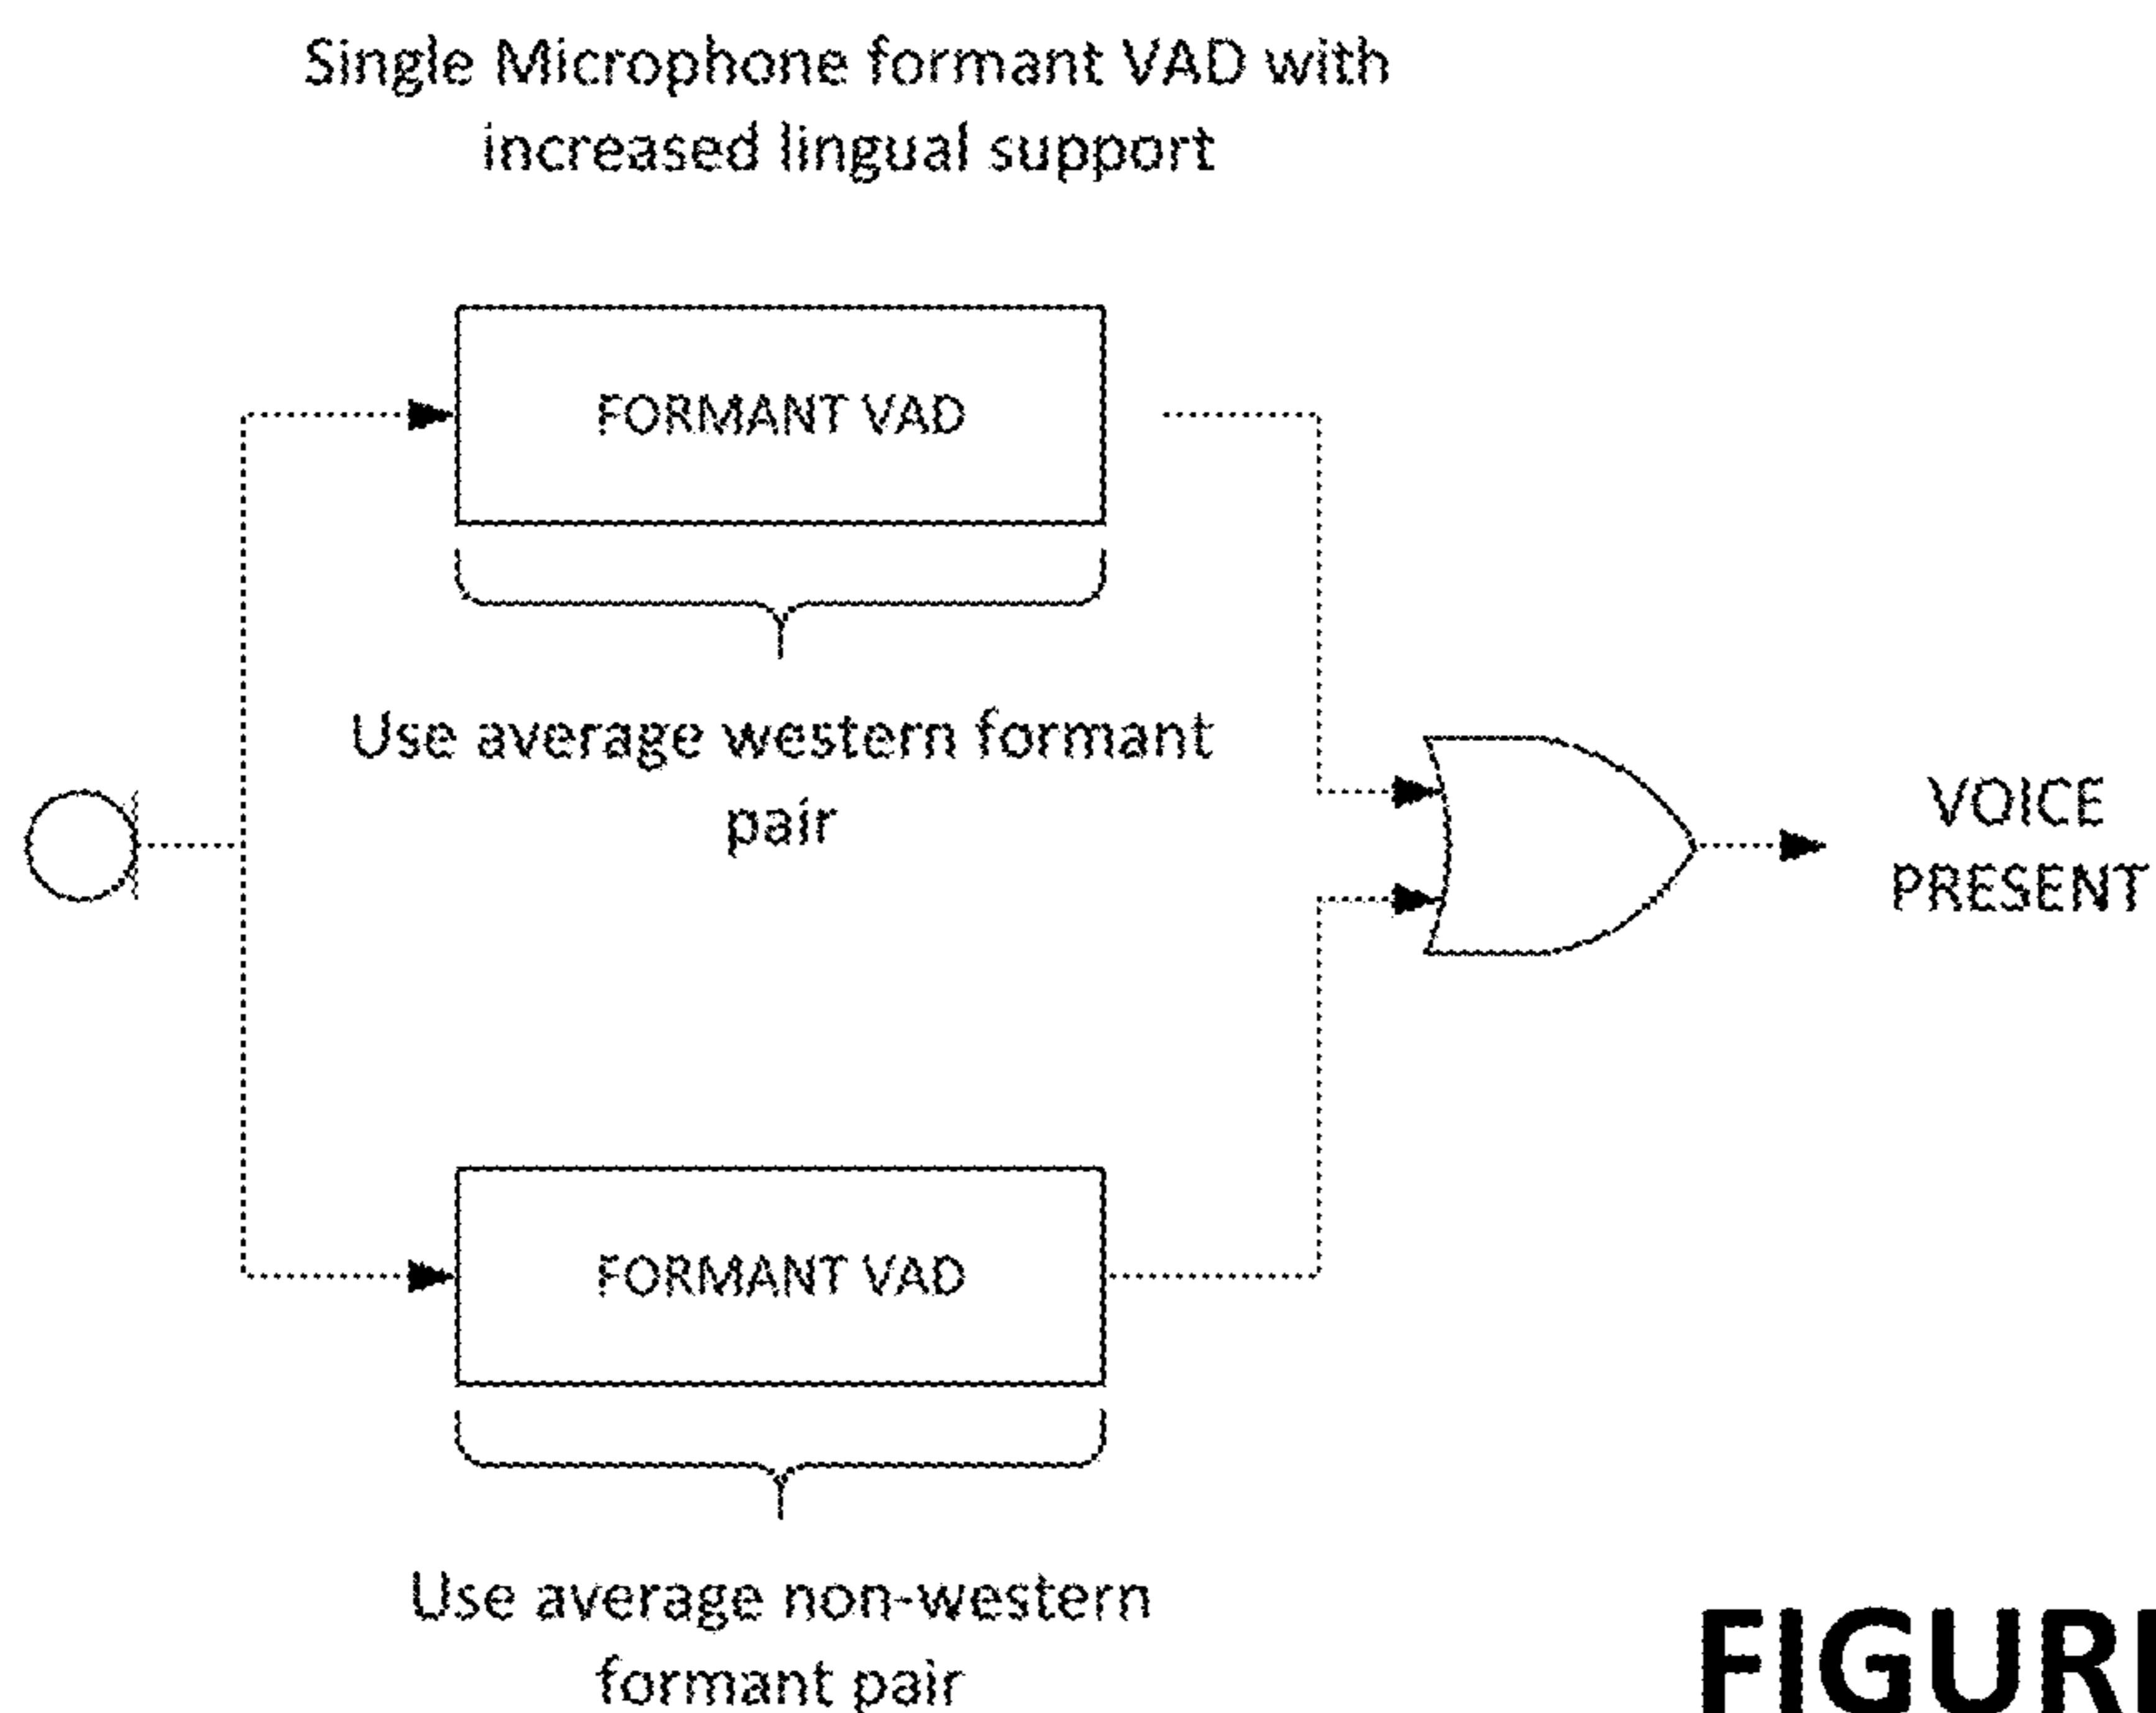 Single Microphone formant VAD with
increased lingual support
FORMANT VAD
Use average western formant
pair
VOICE
PRESENT
FORMANT VAD
Use average non-western
formant pair